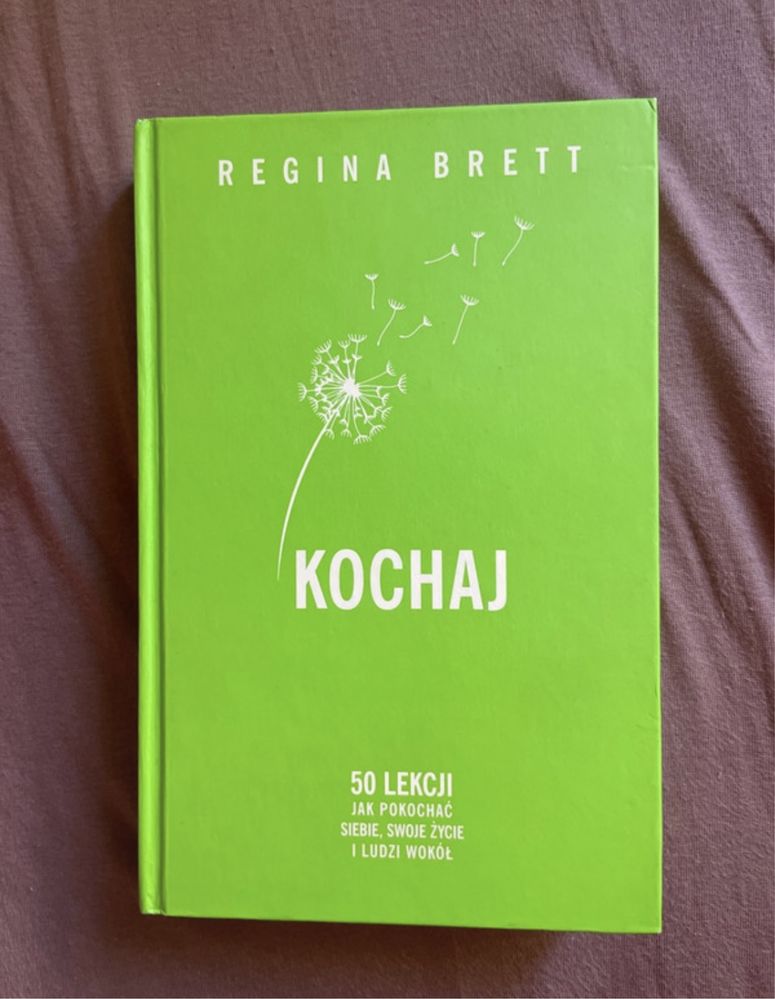 REGINA BRETT
KOCHAJ
50 LEKCJI
JAK POKOCHAĆ
SIEBIE, SWOJE ŻYCIE
I LUDZI WOKÓŁ